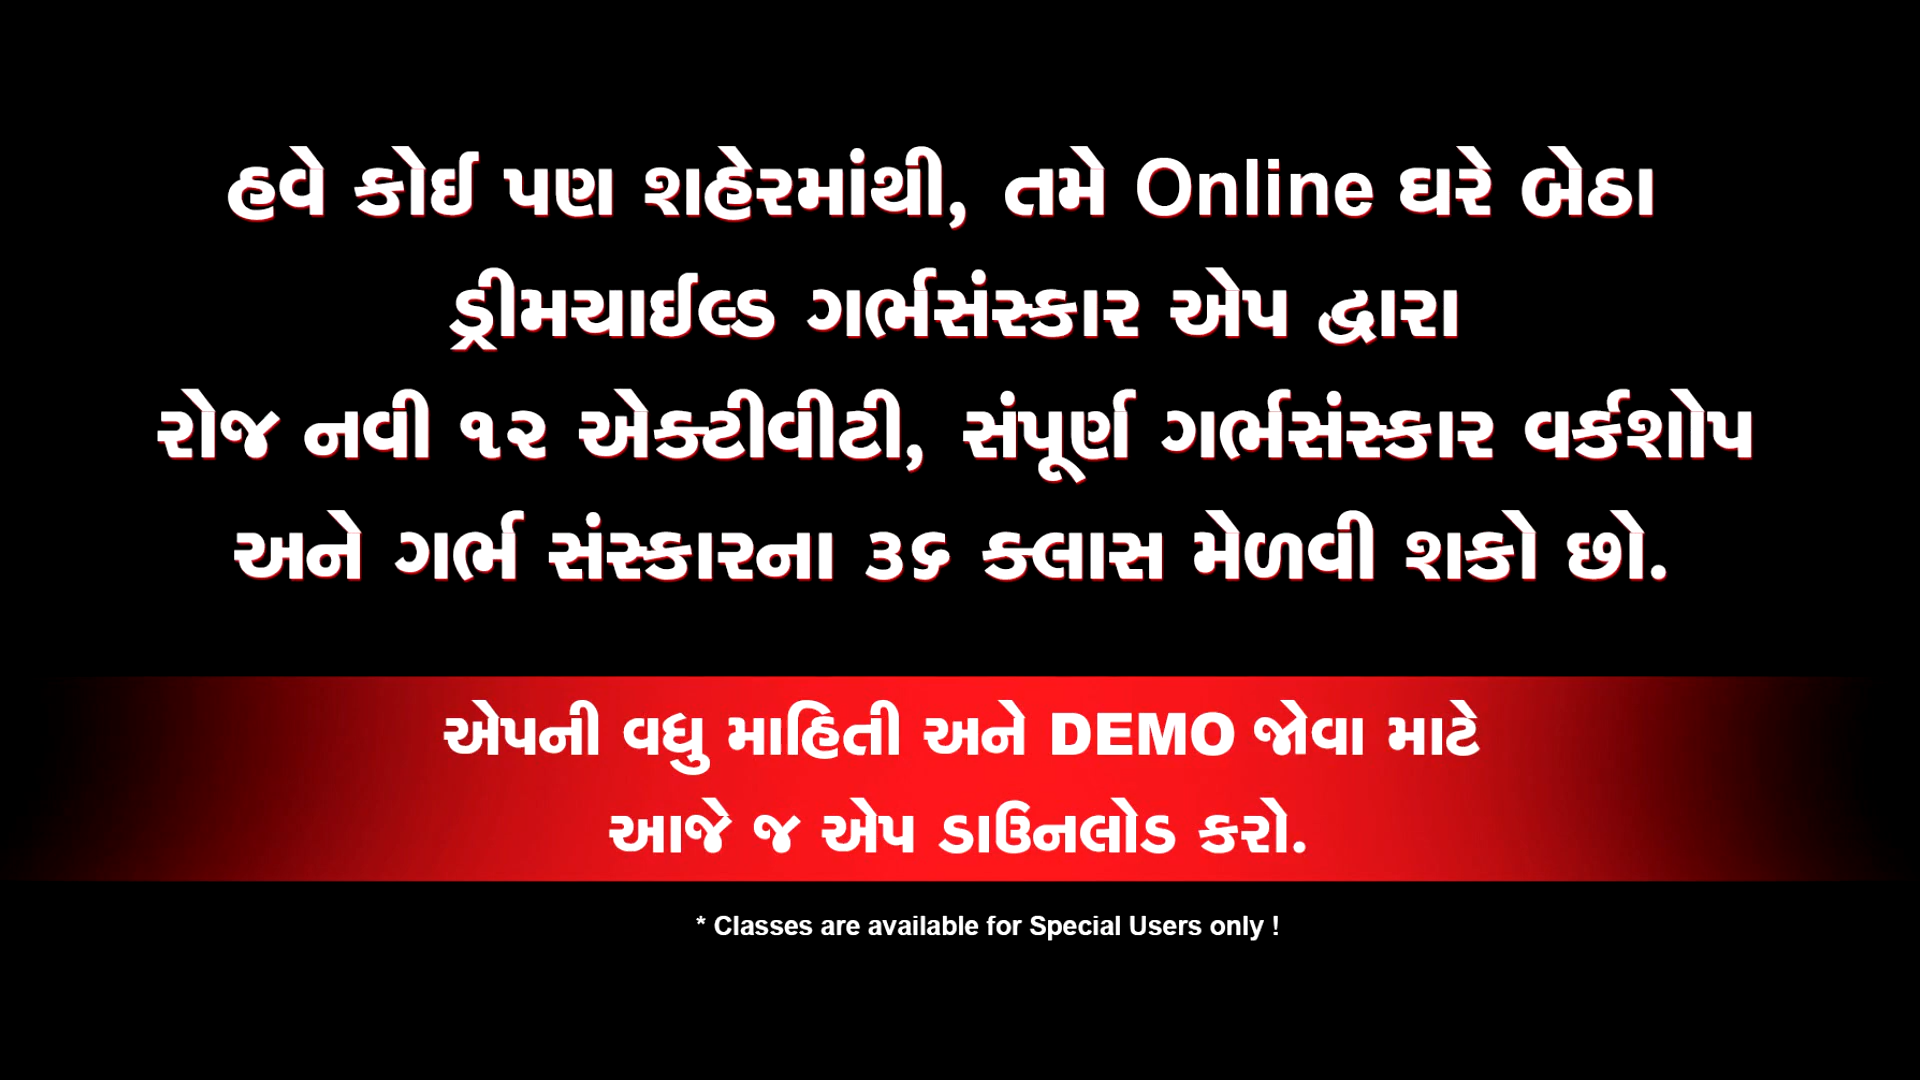 હવે કોઈ પણ શહેરમાંથી, તમે Online ઘરે બેઠા
ડ્રીમચાઈલ્ડ ગર્ભસંસ્કાર એપ દ્વારા
રોજ નવી ૧૨ એક્ટીવીટી, સંપૂર્ણ ગર્ભસંસ્કાર વર્કશોપ
અને ગર્ભ સંસ્કારના ૩૬ ક્લાસ મેળવી શકો છો.
એપની વધુ માહિતી અને DEMO જોવા માટે
આજે જ એપ ડાઉનલોડ કરો.
* Classes are available for Special Users only !